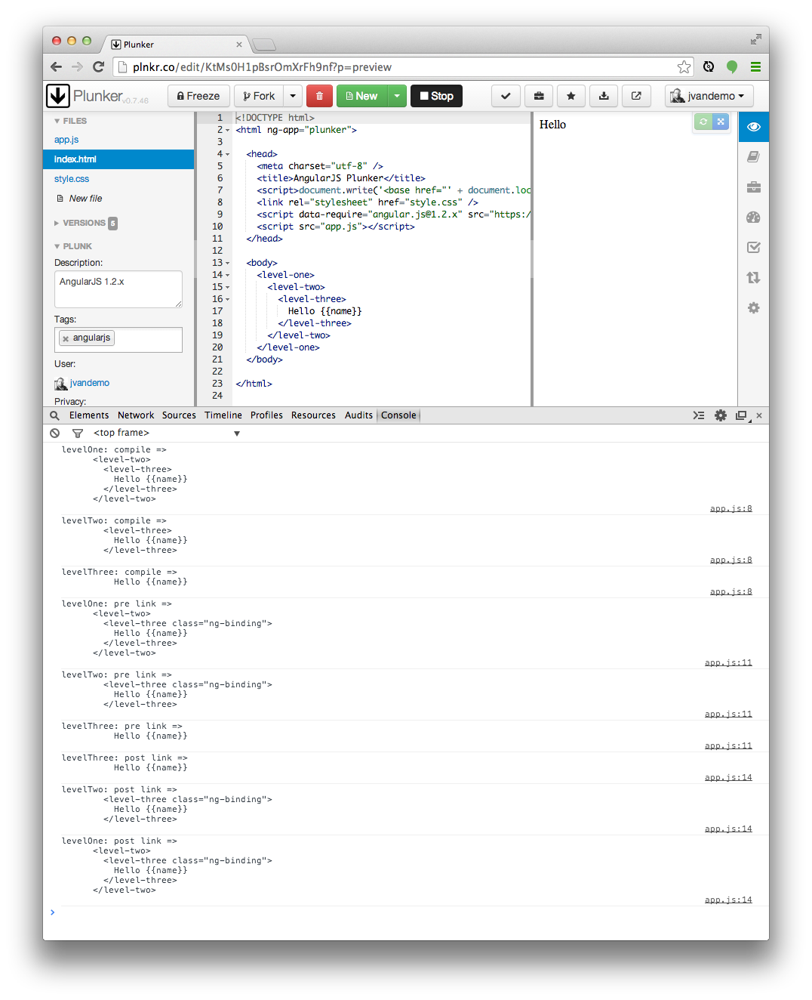 Plunker
plnkr.co/edit/KtMs0H1pBsrOmXrFh9nf?p=preview
Plunker v0.7.46 Freeze Fork New Stop jvandemo
FILES
app.js
index.html
style.css
New file
VERSIONS 5
PLUNK
Description:
AngularJS 1.2.x
Tags:
angularjs
User:
jvandemo
Privacy:
1 <!DOCTYPE html>
2 <html ng-app="plunker">
3
4 <head>
5 <meta charset="utf-8" />
6 <title>AngularJS Plunker</title>
7 <script>document.write('<base href="' + document.loc
8 <link rel="stylesheet" href="style.css" />
9 <script data-require="angular.js@1.2.x" src="https:/
10 <script src="app.js"></script>
11 </head>
12
13 <body>
14 <level-one>
15 <level-two>
16 <level-three>
17 Hello {{name}}
18 </level-three>
19 </level-two>
20 </level-one>
21 </body>
22
23 </html>
24
Hello
Elements Network Sources Timeline Profiles Resources Audits Console
<top frame>
levelOne: compile =>
<level-two>
<level-three>
Hello {{name}}
</level-three>
</level-two>
app.js:8
levelTwo: compile =>
<level-three>
Hello {{name}}
</level-three>
app.js:8
levelThree: compile =>
Hello {{name}}
app.js:8
levelOne: pre link =>
<level-two>
<level-three class="ng-binding">
Hello {{name}}
</level-three>
</level-two>
app.js:11
levelTwo: pre link =>
<level-three class="ng-binding">
Hello {{name}}
</level-three>
app.js:11
levelThree: pre link =>
Hello {{name}}
app.js:11
levelThree: post link =>
Hello {{name}}
app.js:14
levelTwo: post link =>
<level-three class="ng-binding">
Hello {{name}}
</level-three>
app.js:14
levelOne: post link =>
<level-two>
<level-three class="ng-binding">
Hello {{name}}
</level-three>
</level-two>
app.js:14